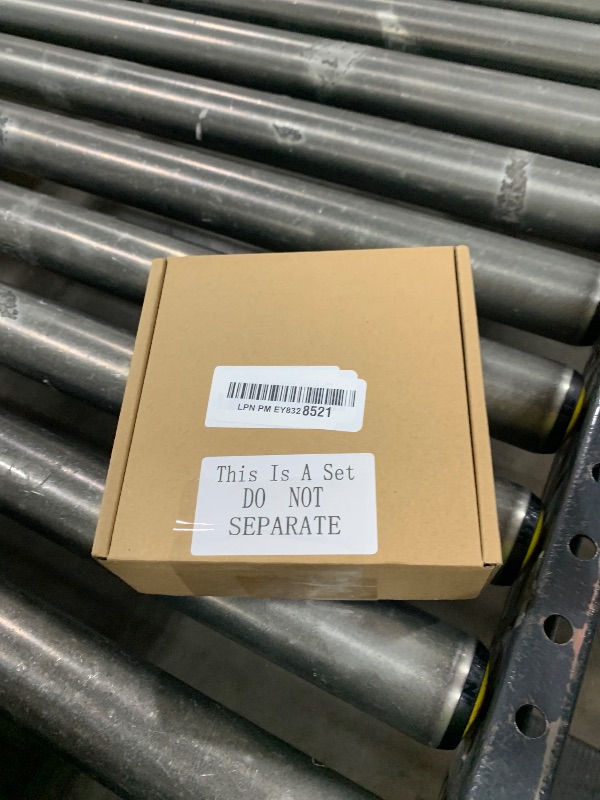 LPN PM EY832 8521
This Is A Set
DO NOT
SEPARATE